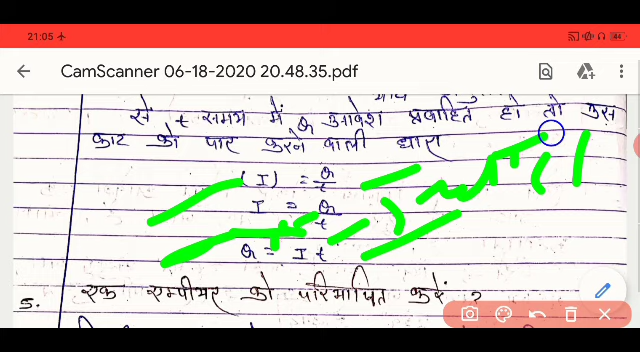 21:05
44
CamScanner 06-18-2020 20.48.35.pdf
से t समय में Q आवेश प्रवाहित हो तो उस
काट को पार करने वाली धारा
(I) = Q/t
I = Q/t
Q = I t
5. एक एम्पीयर को परिभाषित करें ?